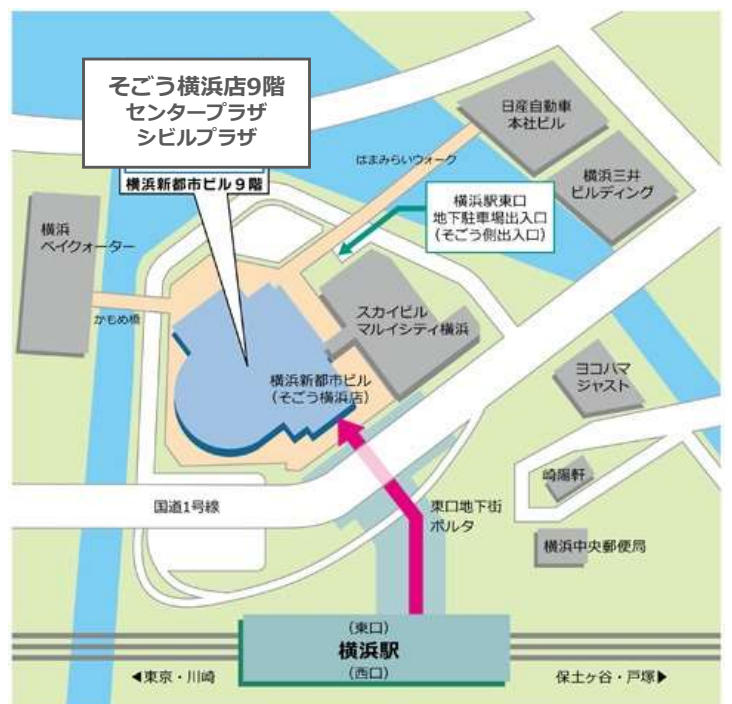 そごう横浜店9階
センタープラザ
シビルプラザ
横浜新都市ビル９階
日産自動車
本社ビル
はまみらいウォーク
横浜三井
ビルディング
横浜駅東口
地下駐車場出入口
(そごう側出入口)
横浜
ベイクォーター
かもめ橋
スカイビル
マルイシティ横浜
横浜新都市ビル
(そごう横浜店)
ヨコハマ
ジャスト
崎陽軒
国道1号線
東口地下街
ポルタ
横浜中央郵便局
(東口)
横浜駅
(西口)
◀東京・川崎
保土ヶ谷・戸塚▶